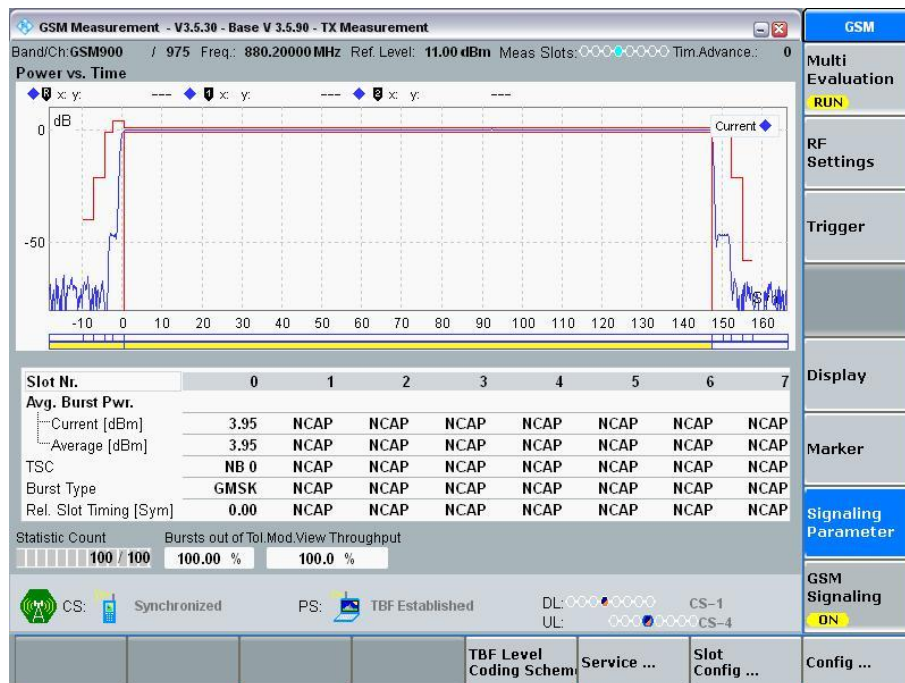 GSM Measurement - V3.5.30 - Base V 3.5.90 - TX Measurement
GSM
Band/Ch:GSM900 / 975 Freq.: 880.20000 MHz Ref. Level: 11.00 dBm Meas Slots: Tim.Advance.: 0
Power vs. Time
x: y: --- x: y: --- x: y: ---
dB
Current
0
-50
-10 0 10 20 30 40 50 60 70 80 90 100 110 120 130 140 150 160
Slot Nr. 0 1 2 3 4 5 6 7
Avg. Burst Pwr.
Current [dBm] 3.95 NCAP NCAP NCAP NCAP NCAP NCAP NCAP
Average [dBm] 3.95 NCAP NCAP NCAP NCAP NCAP NCAP NCAP
TSC NB 0 NCAP NCAP NCAP NCAP NCAP NCAP NCAP
Burst Type GMSK NCAP NCAP NCAP NCAP NCAP NCAP NCAP
Rel. Slot Timing [Sym] 0.00 NCAP NCAP NCAP NCAP NCAP NCAP NCAP
Statistic Count Bursts out of Tol. Mod.View Throughput
100 / 100 100.00 % 100.0 %
CS: Synchronized PS: TBF Established DL: CS-1
UL: CS-4
Multi
Evaluation
RUN
RF
Settings
Trigger
Display
Marker
Signaling
Parameter
GSM
Signaling
ON
TBF Level
Coding Schem
Service ...
Slot
Config ...
Config ...